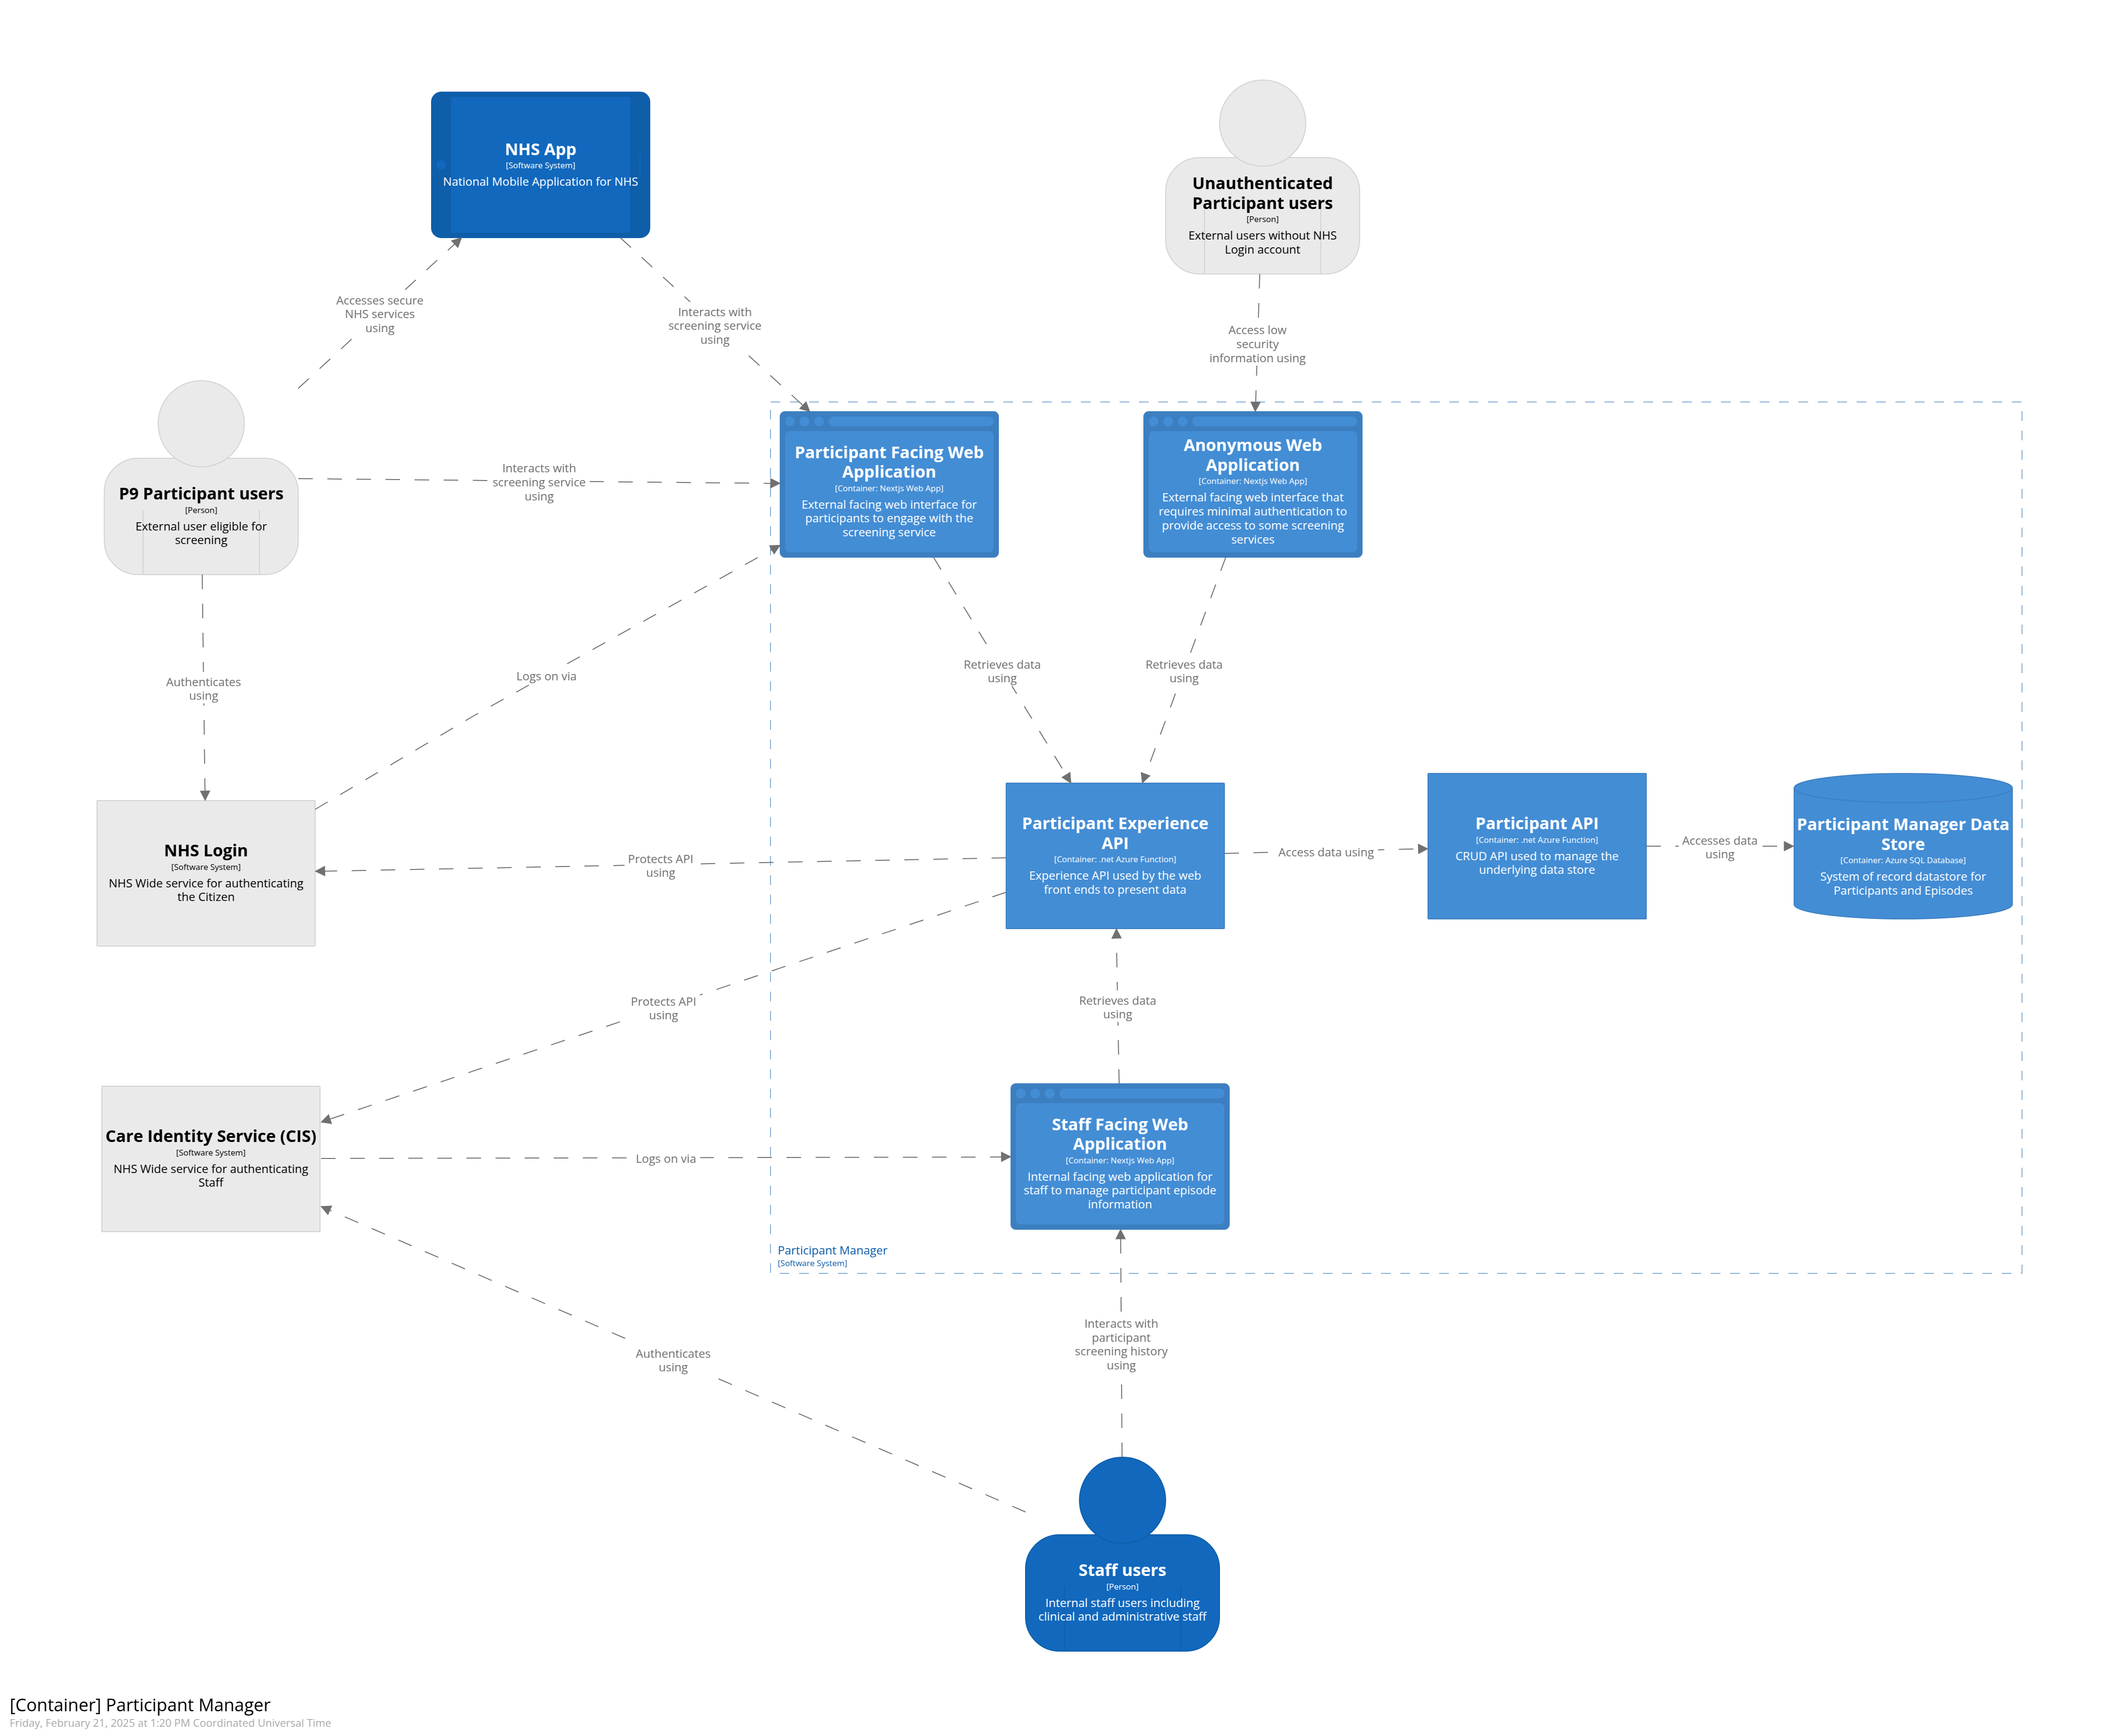 NHS App
[Software System]
National Mobile Application for NHS
Unauthenticated
Participant users
[Person]
External users without NHS
Login account
Accesses secure
NHS services
using
Interacts with
screening service
using
Access low
security
information using
P9 Participant users
[Person]
External user eligible for
screening
Interacts with
screening service
using
Participant Facing Web
Application
[Container: Nextjs Web App]
External facing web interface for
participants to engage with the
screening service
Anonymous Web
Application
[Container: Nextjs Web App]
External facing web interface that
requires minimal authentication to
provide access to some screening
services
Authenticates
using
Logs on via
Retrieves data
using
Retrieves data
using
NHS Login
[Software System]
NHS Wide service for authenticating
the Citizen
Protects API
using
Participant Experience
API
[Container: .net Azure Function]
Experience API used by the web
front ends to present data
Access data using
Participant API
[Container: .net Azure Function]
CRUD API used to manage the
underlying data store
Accesses data
using
Participant Manager Data
Store
[Container: Azure SQL Database]
System of record datastore for
Participants and Episodes
Protects API
using
Retrieves data
using
Care Identity Service (CIS)
[Software System]
NHS Wide service for authenticating
Staff
Logs on via
Staff Facing Web
Application
[Container: Nextjs Web App]
Internal facing web application for
staff to manage participant episode
information
Participant Manager
[Software System]
Authenticates
using
Interacts with
participant
screening history
using
Staff users
[Person]
Internal staff users including
clinical and administrative staff
[Container] Participant Manager
Friday, February 21, 2025 at 1:20 PM Coordinated Universal Time